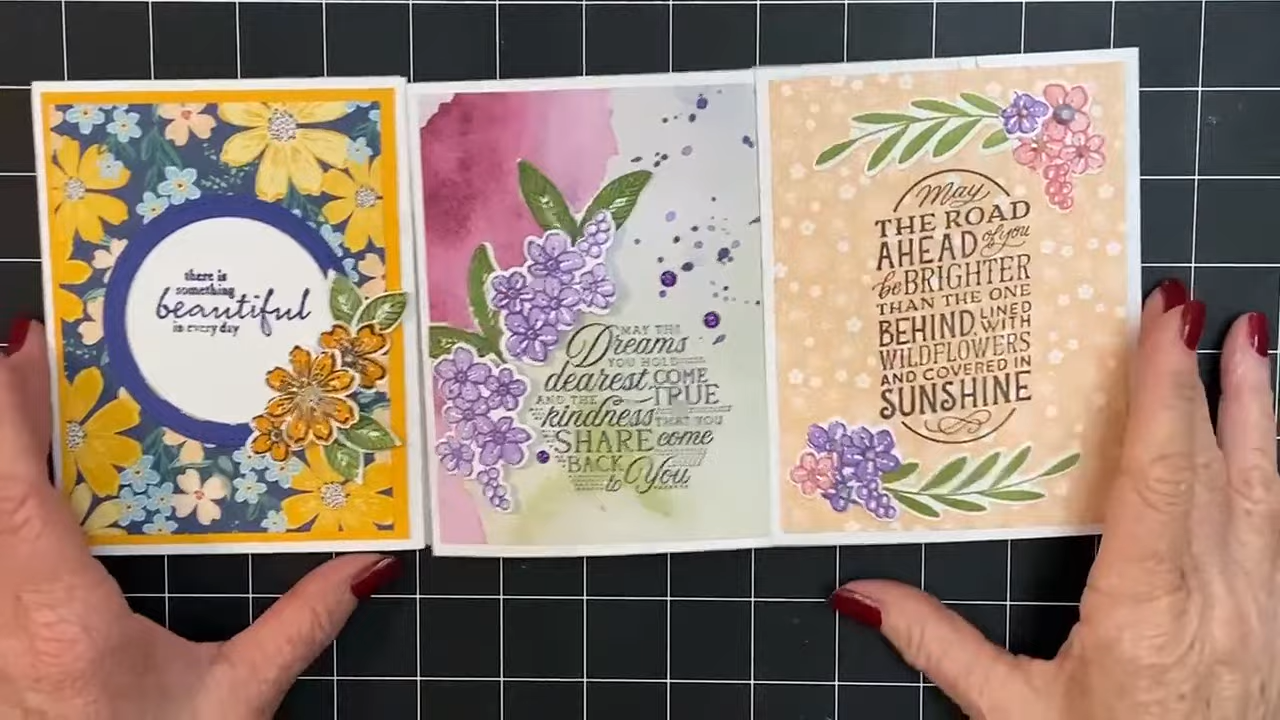 there is
something
beautiful
in every day
MAY THE
Dreams
YOU HOLD
dearest COME
AND THE TRUE
kindness THAT YOU
SHARE come
BACK
to You
May
THE ROAD
AHEAD of you
be BRIGHTER
THAN THE ONE
BEHIND, LINED
WITH
WILDFLOWERS
AND COVERED IN
SUNSHINE